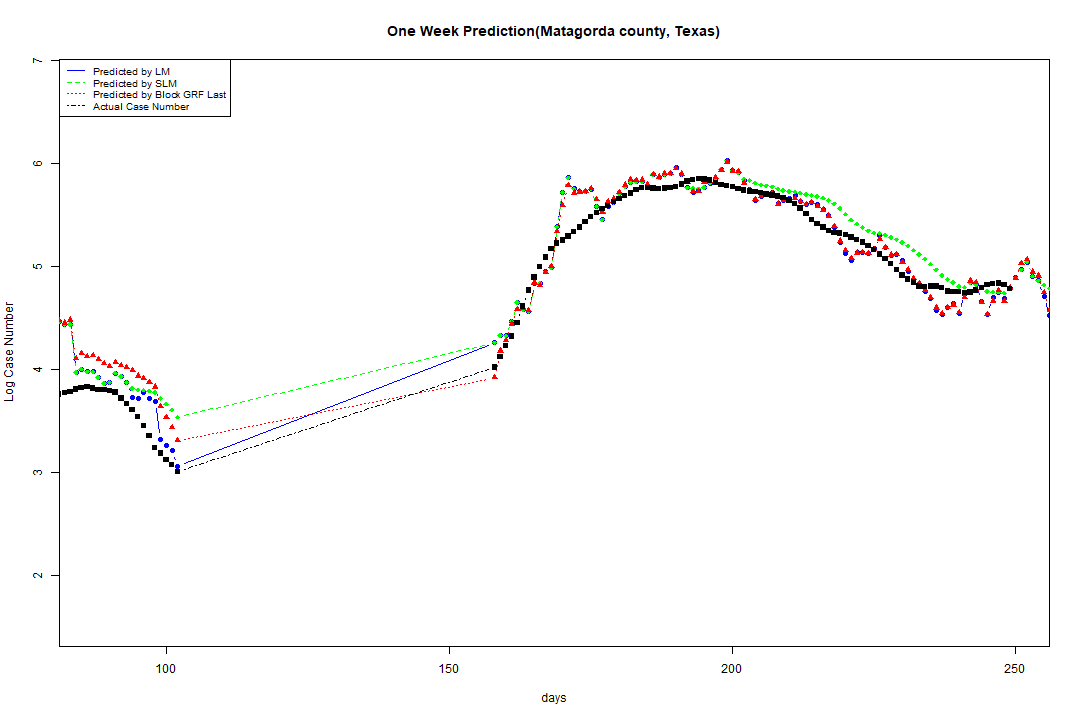 One Week Prediction(Matagorda county, Texas)
Predicted by LM
Predicted by SLM
Predicted by Block GRF Last
Actual Case Number
7
6
5
4
3
2
Log Case Number
100 150 200 250
days